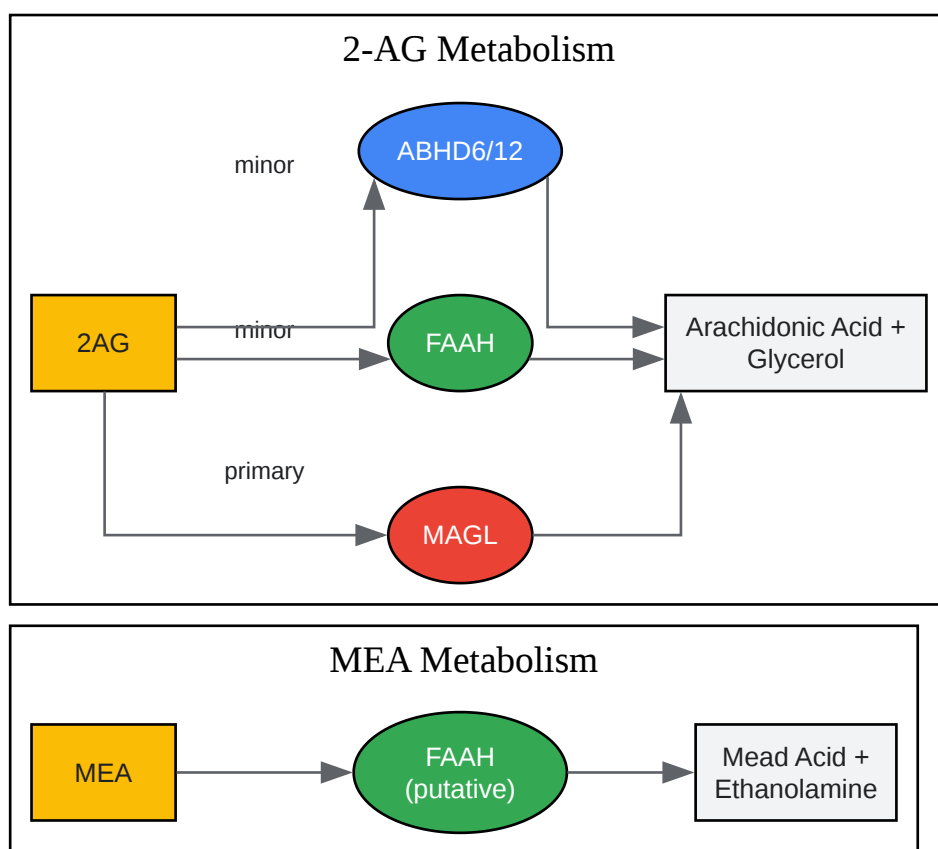 2-AG Metabolism
ABHD6/12
minor
2AG
minor
FAAH
Arachidonic Acid +
Glycerol
primary
MAGL
MEA Metabolism
MEA
FAAH
(putative)
Mead Acid +
Ethanolamine